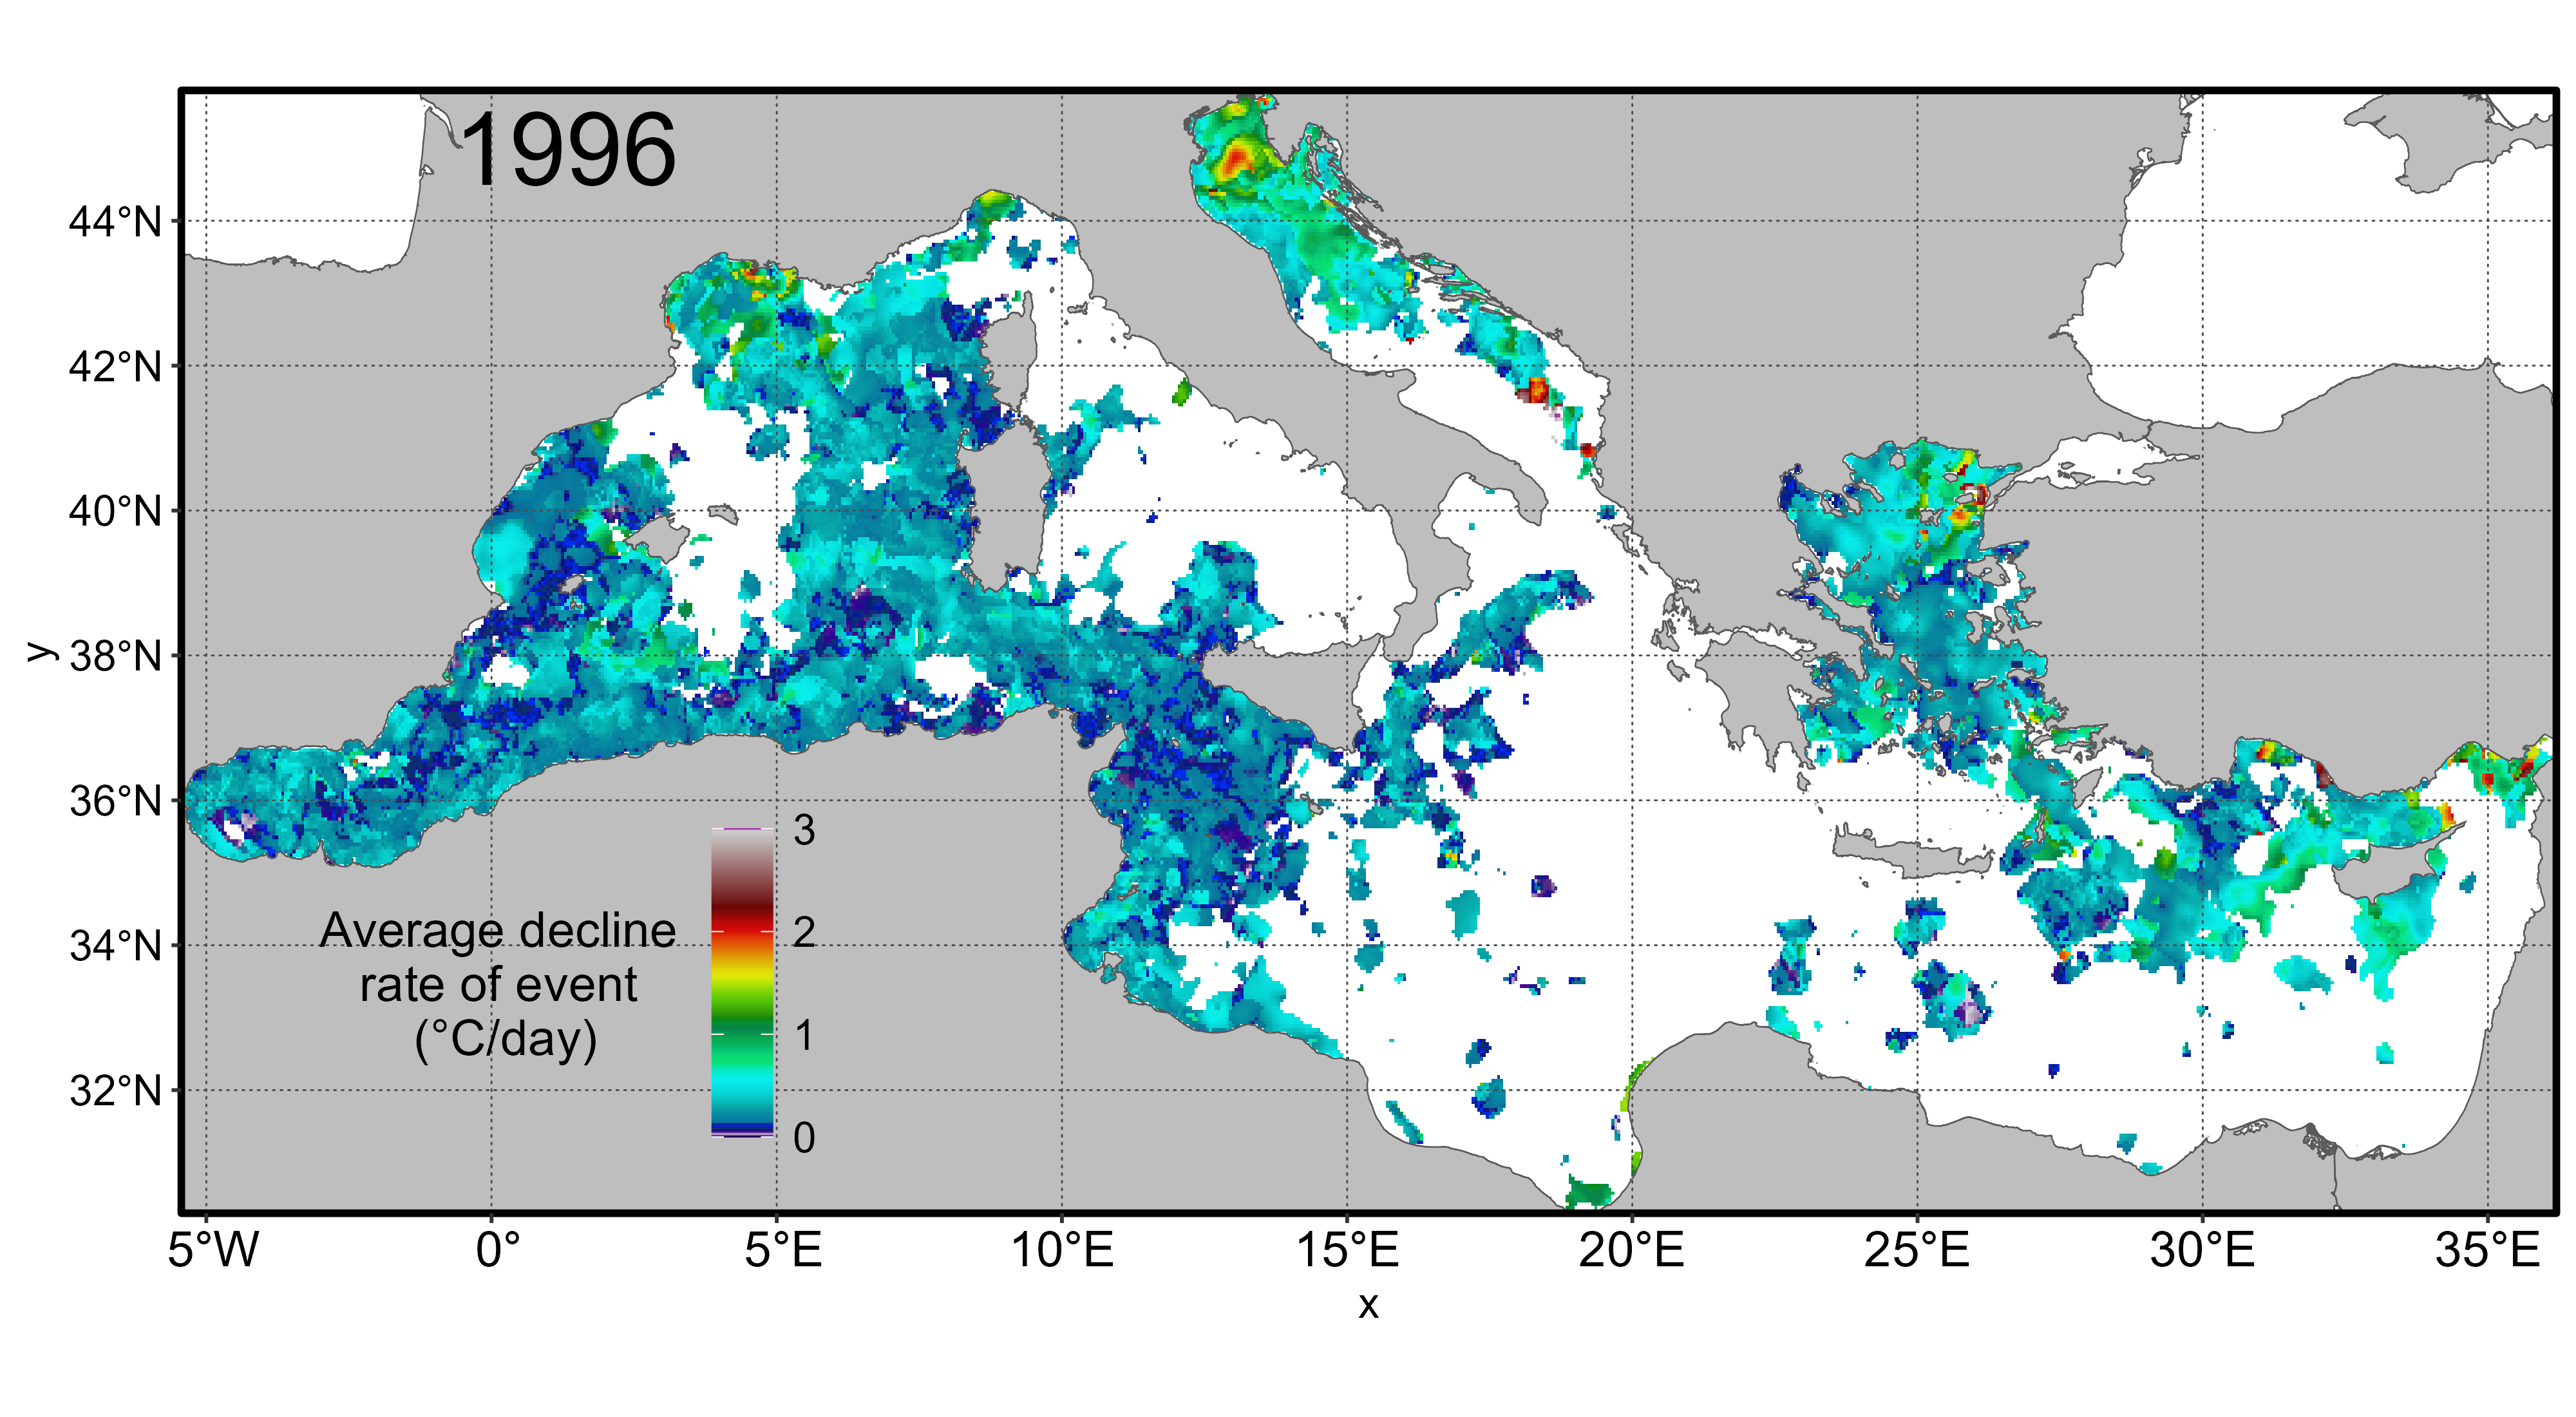 1996
44°N
42°N
40°N
38°N
36°N
34°N
32°N
y
Average decline
rate of event
(°C/day)
3
2
1
0
5°W
0°
5°E
10°E
15°E
20°E
25°E
30°E
35°E
x